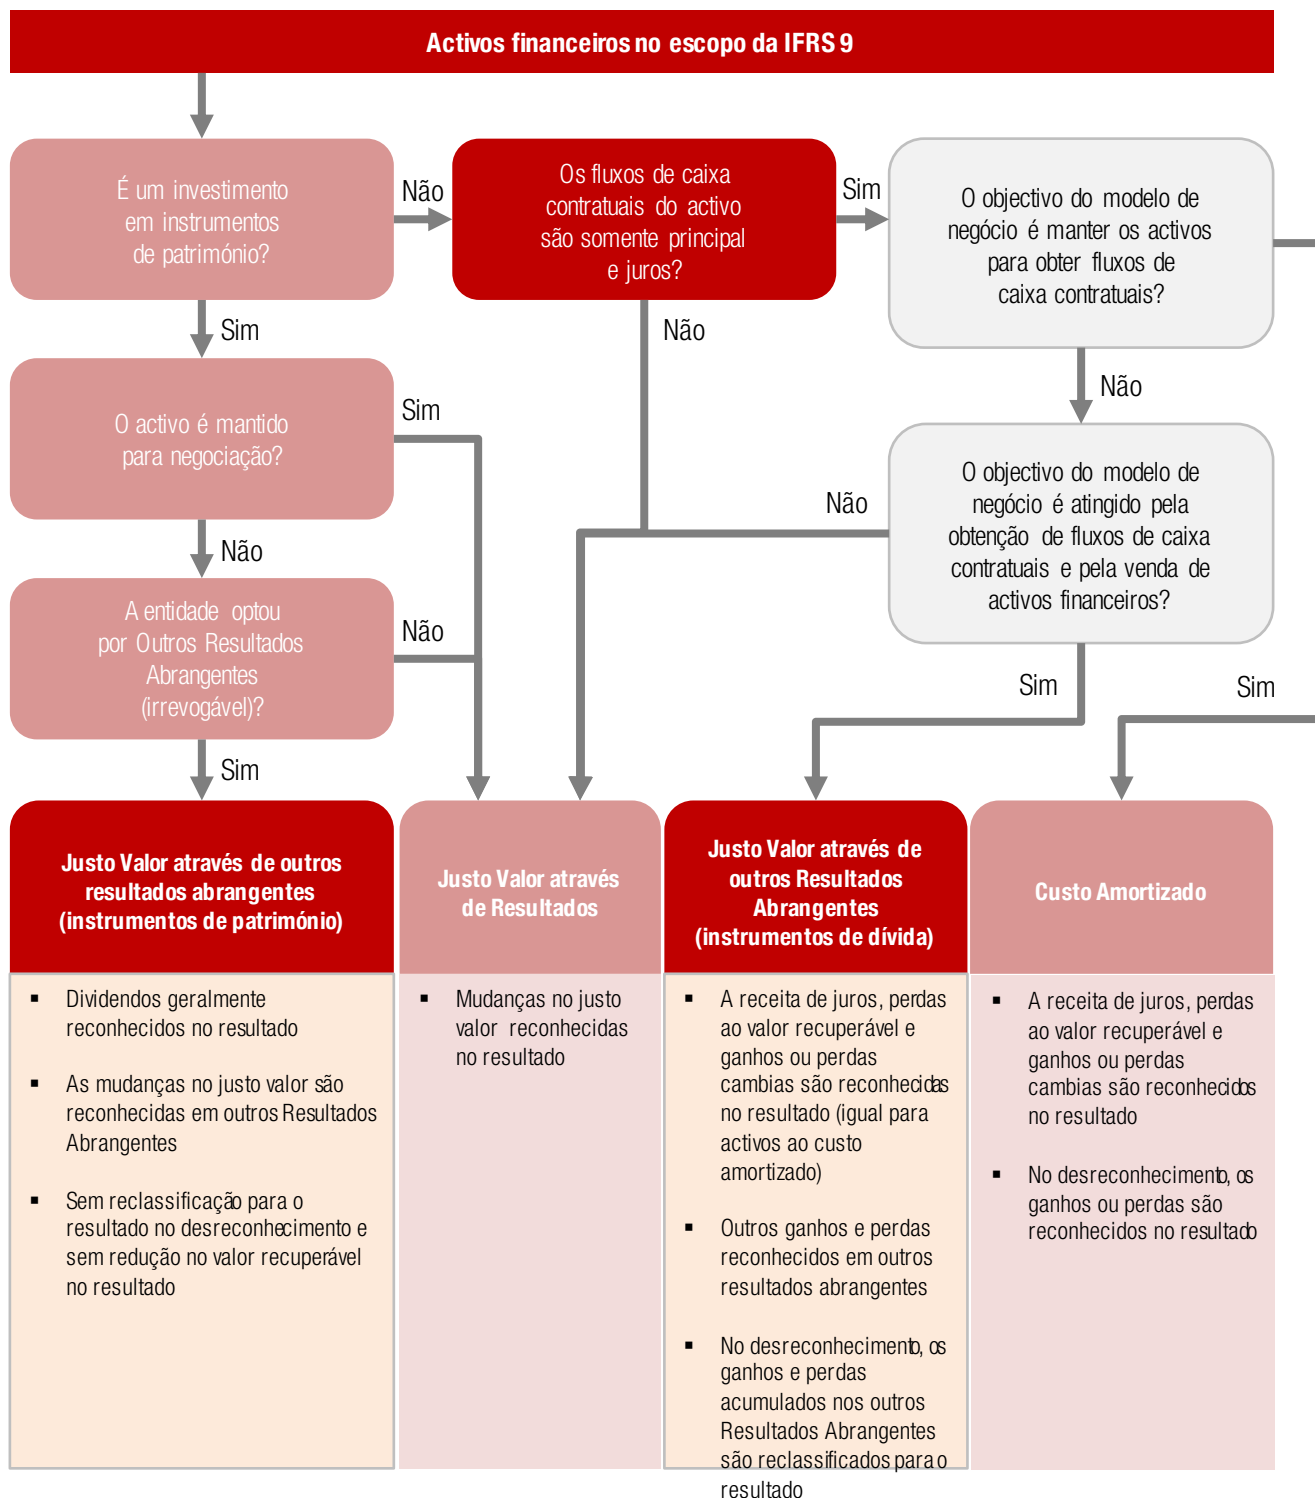 Activos financeiros no escopo da IFRS 9
É um investimento
em instrumentos
de património?
Não
Os fluxos de caixa
contratuais do activo
são somente principal
e juros?
Sim
O objectivo do modelo de
negócio é manter os activos
para obter fluxos de
caixa contratuais?
Sim
Não
Não
O activo é mantido
para negociação?
Sim
O objectivo do modelo de
negócio é atingido pela
obtenção de fluxos de caixa
contratuais e pela venda de
activos financeiros?
Não
Não
A entidade optou
por Outros Resultados
Abrangentes
(irrevogável)?
Não
Sim
Sim
Sim
Justo Valor através de outros
resultados abrangentes
(instrumentos de património)
Justo Valor através
de Resultados
Justo Valor através de
outros Resultados
Abrangentes
(instrumentos de dívida)
Custo Amortizado
▪ Dividendos geralmente
reconhecidos no resultado
▪ As mudanças no justo valor são
reconhecidas em outros Resultados
Abrangentes
▪ Sem reclassificação para o
resultado no desreconhecimento e
sem redução no valor recuperável
no resultado
▪ Mudanças no justo
valor reconhecidas
no resultado
▪ A receita de juros, perdas
ao valor recuperável e
ganhos ou perdas
cambias são reconhecidas
no resultado (igual para
activos ao custo
amortizado)
▪ Outros ganhos e perdas
reconhecidos em outros
resultados abrangentes
▪ No desreconhecimento, os
ganhos e perdas
acumulados nos outros
Resultados Abrangentes
são reclassificados para o
resultado
▪ A receita de juros, perdas
ao valor recuperável e
ganhos ou perdas
cambias são reconhecidos
no resultado
▪ No desreconhecimento, os
ganhos ou perdas são
reconhecidos no resultado